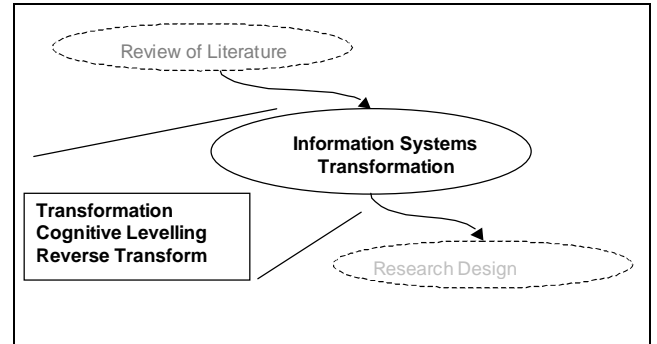 Review of Literature
Information Systems
Transformation
Transformation
Cognitive Levelling
Reverse Transform
Research Design